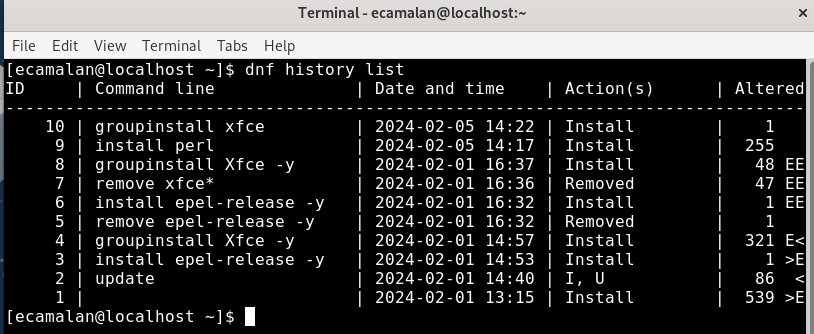 Terminal - ecamalan@localhost:~ ×
File Edit View Terminal Tabs Help
[ecamalan@localhost ~]$ dnf history list
ID     | Command line              | Date and time    | Action(s)      | Altered
--------------------------------------------------------------------------------
    10 | groupinstall xfce         | 2024-02-05 14:22 | Install        |    1
     9 | install perl              | 2024-02-05 14:17 | Install        |  255
     8 | groupinstall Xfce -y      | 2024-02-01 16:37 | Install        |   48 EE
     7 | remove xfce*              | 2024-02-01 16:36 | Removed        |   47 EE
     6 | install epel-release -y   | 2024-02-01 16:32 | Install        |    1 EE
     5 | remove epel-release -y    | 2024-02-01 16:32 | Removed        |    1
     4 | groupinstall Xfce -y      | 2024-02-01 14:57 | Install        |  321 E<
     3 | install epel-release -y   | 2024-02-01 14:53 | Install        |    1 >E
     2 | update                    | 2024-02-01 14:40 | I, U           |   86  <
     1 |                           | 2024-02-01 13:15 | Install        |  539 >E
[ecamalan@localhost ~]$